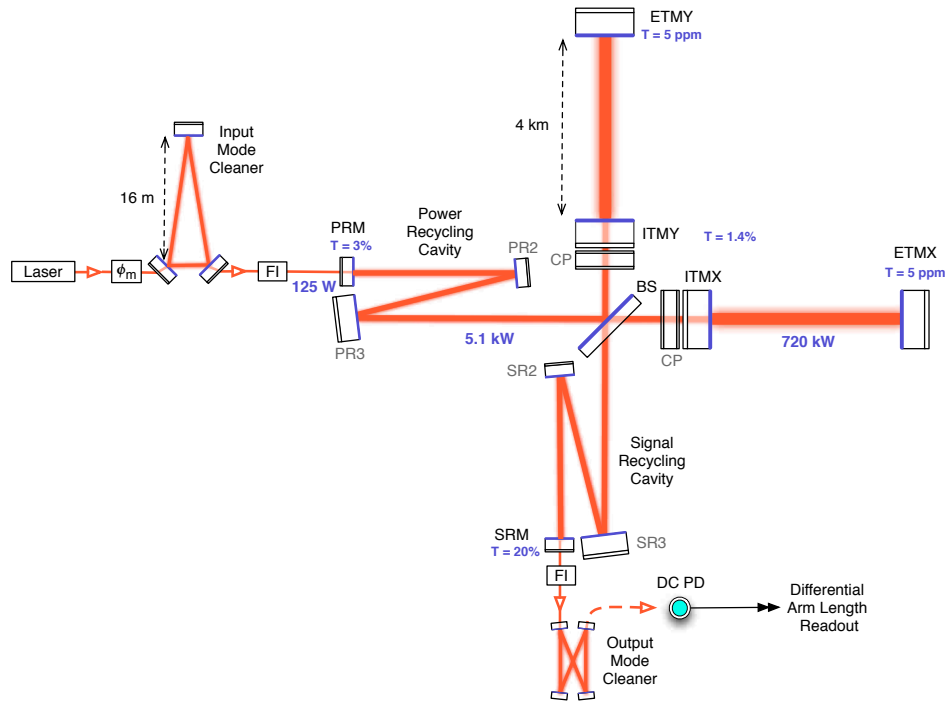 ETMY
T = 5 ppm
4 km
Input
Mode
Cleaner
16 m
Laser
ϕm
FI
PRM
T = 3%
125 W
Power
Recycling
Cavity
PR2
PR3
5.1 kW
ITMY
T = 1.4%
CP
BS
ITMX
CP
720 kW
ETMX
T = 5 ppm
SR2
Signal
Recycling
Cavity
SRM
T = 20%
SR3
FI
DC PD
Differential
Arm Length
Readout
Output
Mode
Cleaner